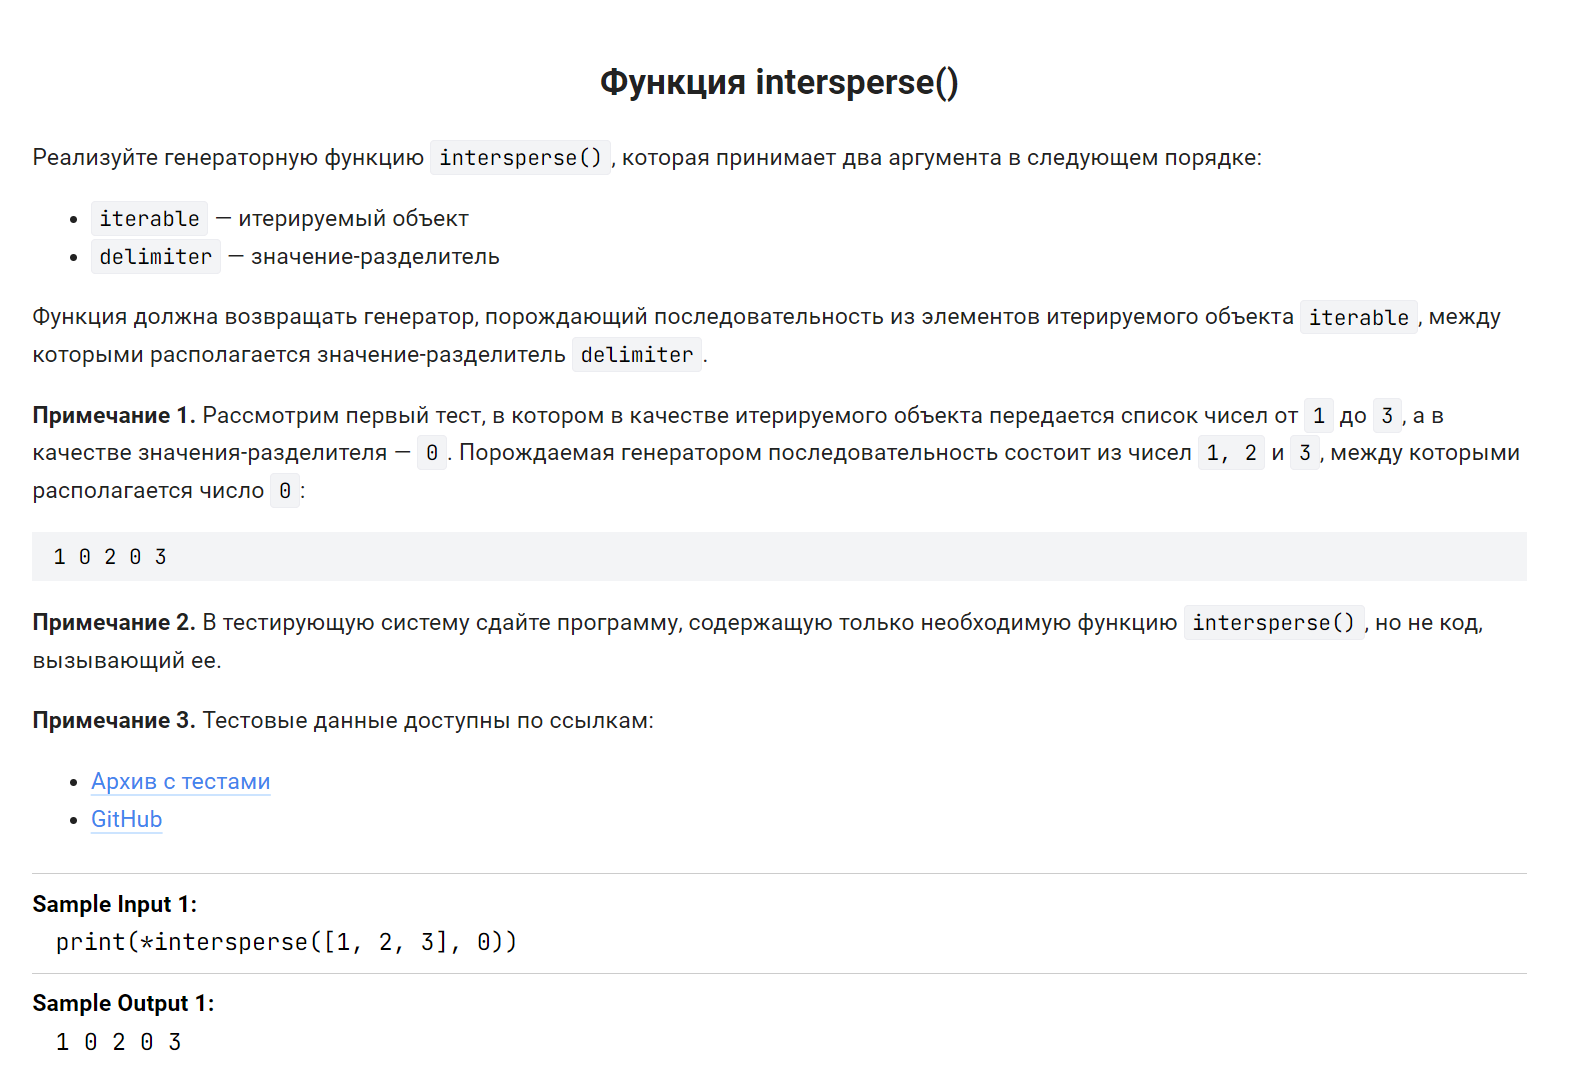 Функция intersperse()
Реализуйте генераторную функцию intersperse(), которая принимает два аргумента в следующем порядке:
• iterable — итерируемый объект
• delimiter — значение-разделитель
Функция должна возвращать генератор, порождающий последовательность из элементов итерируемого объекта iterable, между
которыми располагается значение-разделитель delimiter.
Примечание 1. Рассмотрим первый тест, в котором в качестве итерируемого объекта передается список чисел от 1 до 3, а в
качестве значения-разделителя — 0. Порождаемая генератором последовательность состоит из чисел 1, 2 и 3, между которыми
располагается число 0:
1 0 2 0 3
Примечание 2. В тестирующую систему сдайте программу, содержащую только необходимую функцию intersperse(), но не код,
вызывающий ее.
Примечание 3. Тестовые данные доступны по ссылкам:
• Архив с тестами
• GitHub
Sample Input 1:
print(*intersperse([1, 2, 3], 0))
Sample Output 1:
1 0 2 0 3